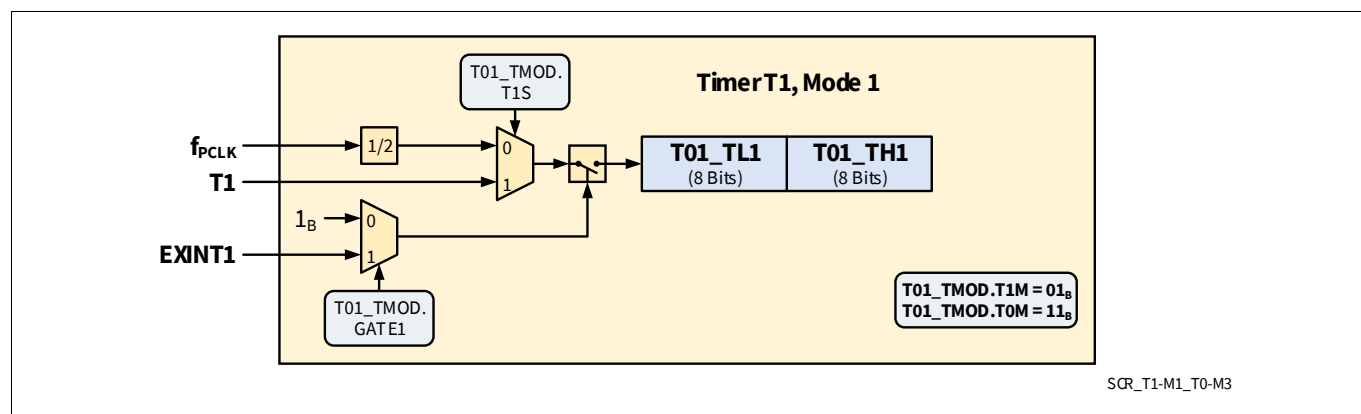 T01_TMOD.
T1S
Timer T1, Mode 1
fPCLK
1/2
0
1
T01_TL1
(8 Bits)
T01_TH1
(8 Bits)
T1
1B
0
1
EXINT1
T01_TMOD.
GATE1
T01_TMOD.T1M = 01B
T01_TMOD.T0M = 11B
SCR_T1-M1_T0-M3